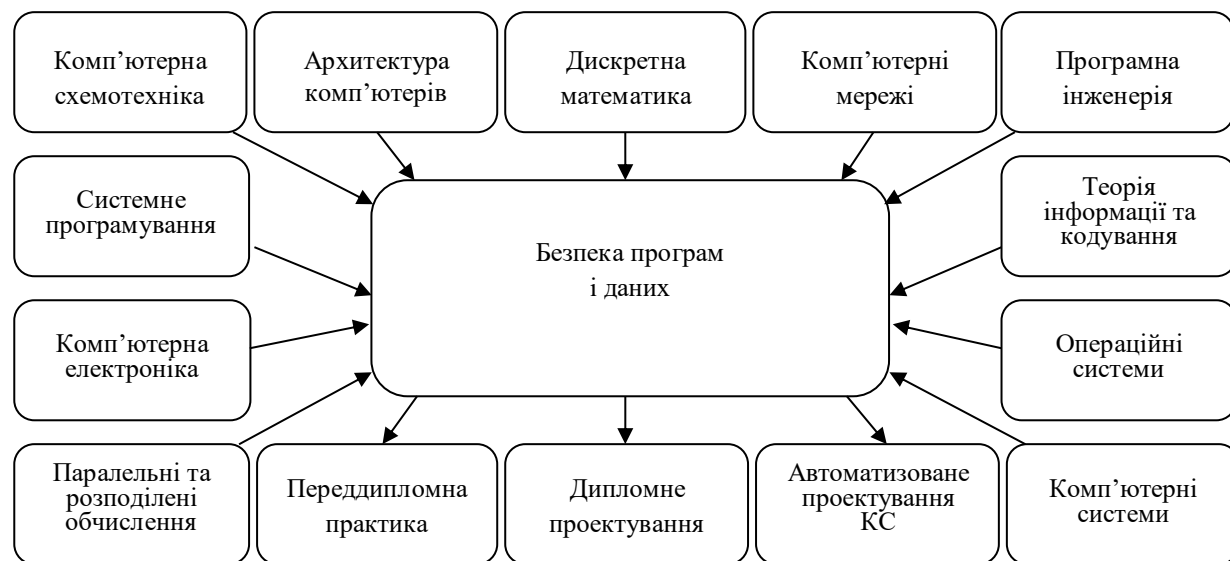 Комп’ютерна
схемотехніка
Архитектура
комп’ютерів
Дискретна
математика
Комп’ютерні
мережі
Програмна
інженерія
Системне
програмування
Безпека програм
і даних
Теорія
інформації та
кодування
Комп’ютерна
електроніка
Операційні
системи
Паралельні та
розподілені
обчислення
Переддипломна
практика
Дипломне
проектування
Автоматизоване
проектування
КС
Комп’ютерні
системи